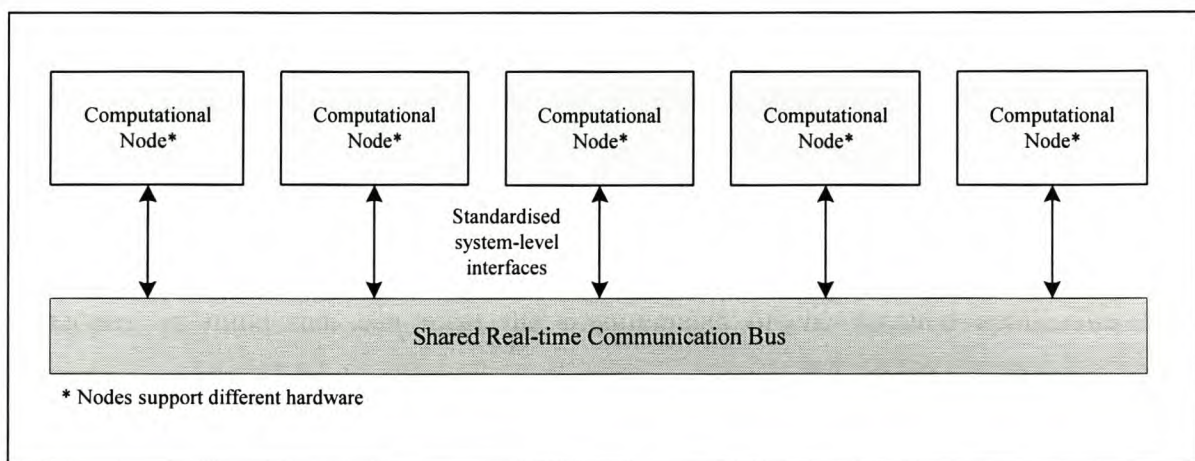 Computational
Node*
Computational
Node*
Computational
Node*
Computational
Node*
Computational
Node*
Standardised
system-level
interfaces
Shared Real-time Communication Bus
* Nodes support different hardware